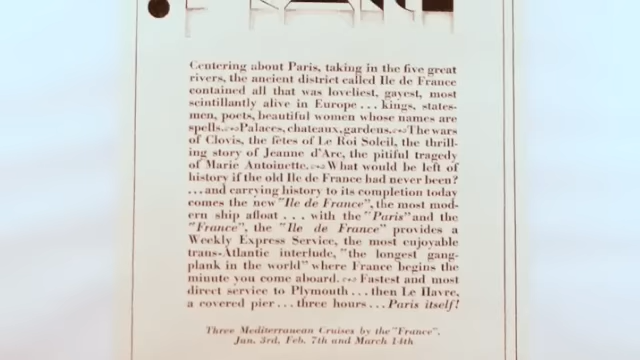 Centering about Paris, taking in the five great
rivers, the ancient district called Ile de France
contained all that was loveliest, gayest, most
scintillantly alive in Europe... kings, states-
men, poets, beautiful women whose names are
spells. Palaces, chateaux, gardens. The wars
of Clovis, the fêtes of Le Roi Soleil, the thrill-
ing story of Jeanne d'Arc, the pitiful tragedy
of Marie Antoinette. What would be left of
history if the old Ile de France had never been?
...and carrying history to its completion today
comes the new "Ile de France", the most mod-
ern ship afloat... with the "Paris" and the
"France", the "Ile de France" provides a
Weekly Express Service, the most enjoyable
trans-Atlantic interlude, "the longest gang-
plank in the world" where France begins the
minute you come aboard. Fastest and most
direct service to Plymouth... then Le Havre,
a covered pier... three hours... Paris itself!
Three Mediterranean Cruises by the "France",
Jan. 3rd, Feb. 7th and March 14th